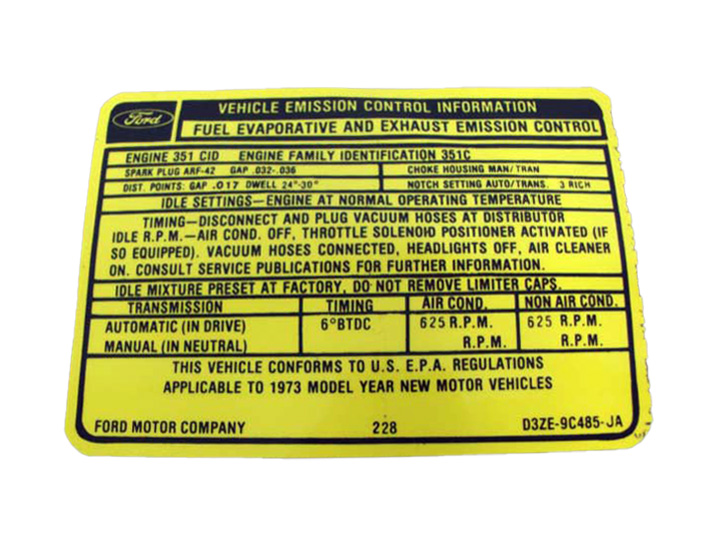 Ford
VEHICLE EMISSION CONTROL INFORMATION
FUEL EVAPORATIVE AND EXHAUST EMISSION CONTROL
ENGINE 351 CID ENGINE FAMILY IDENTIFICATION 351C
SPARK PLUG ARF-42 GAP .032-.036 CHOKE HOUSING MAN/TRAN
DIST. POINTS: GAP .017 DWELL 24°-30° NOTCH SETTING AUTO/TRANS. 3 RICH
IDLE SETTINGS—ENGINE AT NORMAL OPERATING TEMPERATURE
TIMING—DISCONNECT AND PLUG VACUUM HOSES AT DISTRIBUTOR
IDLE R.P.M.—AIR COND. OFF, THROTTLE SOLENOID POSITIONER ACTIVATED (IF
SO EQUIPPED). VACUUM HOSES CONNECTED, HEADLIGHTS OFF, AIR CLEANER
ON. CONSULT SERVICE PUBLICATIONS FOR FURTHER INFORMATION.
IDLE MIXTURE PRESET AT FACTORY, DO NOT REMOVE LIMITER CAPS.
TRANSMISSION TIMING AIR COND. NON AIR COND.
AUTOMATIC (IN DRIVE) 6°BTDC 625 R.P.M. 625 R.P.M.
MANUAL (IN NEUTRAL) R.P.M. R.P.M.
THIS VEHICLE CONFORMS TO U.S. E.P.A. REGULATIONS
APPLICABLE TO 1973 MODEL YEAR NEW MOTOR VEHICLES
FORD MOTOR COMPANY 228 D3ZE-9C485-JA